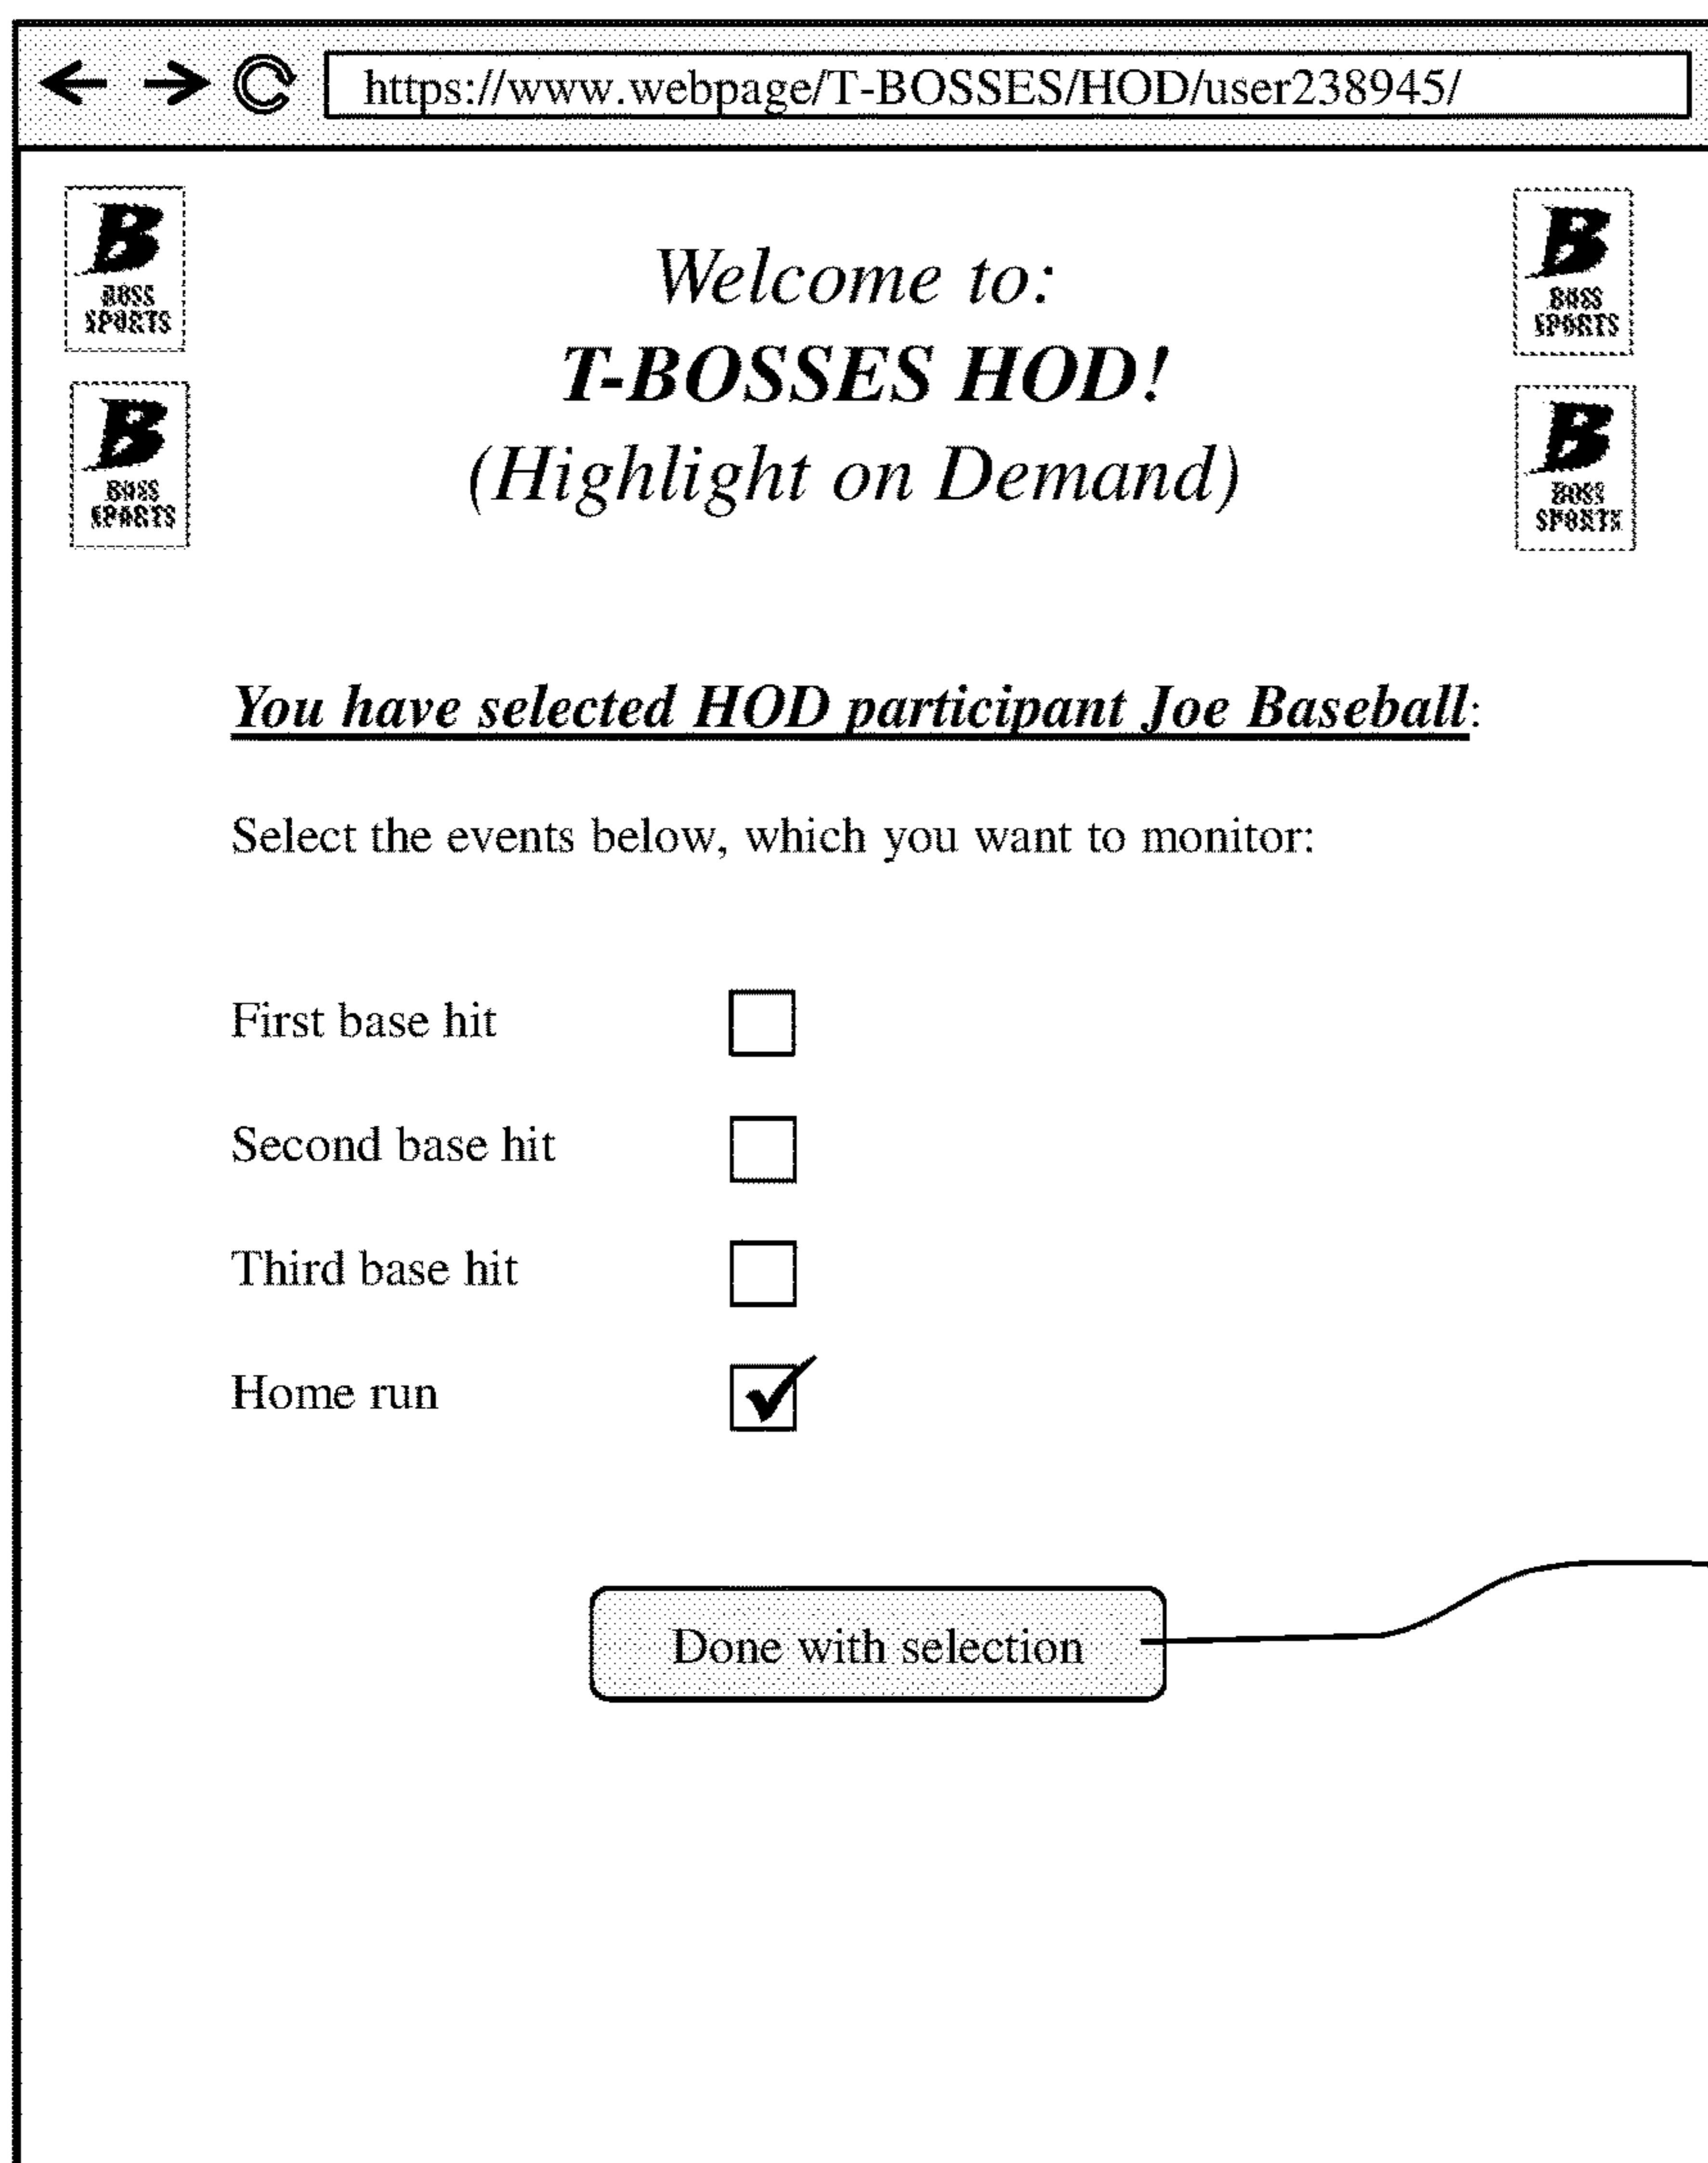 https://www.webpage/T-BOSSES/HOD/user238945/
B
BOSS
SPORTS
B
BOSS
SPORTS
Welcome to:
T-BOSSES HOD!
(Highlight on Demand)
B
BOSS
SPORTS
B
BOSS
SPORTS
You have selected HOD participant Joe Baseball:
Select the events below, which you want to monitor:
First base hit
Second base hit
Third base hit
Home run
Done with selection